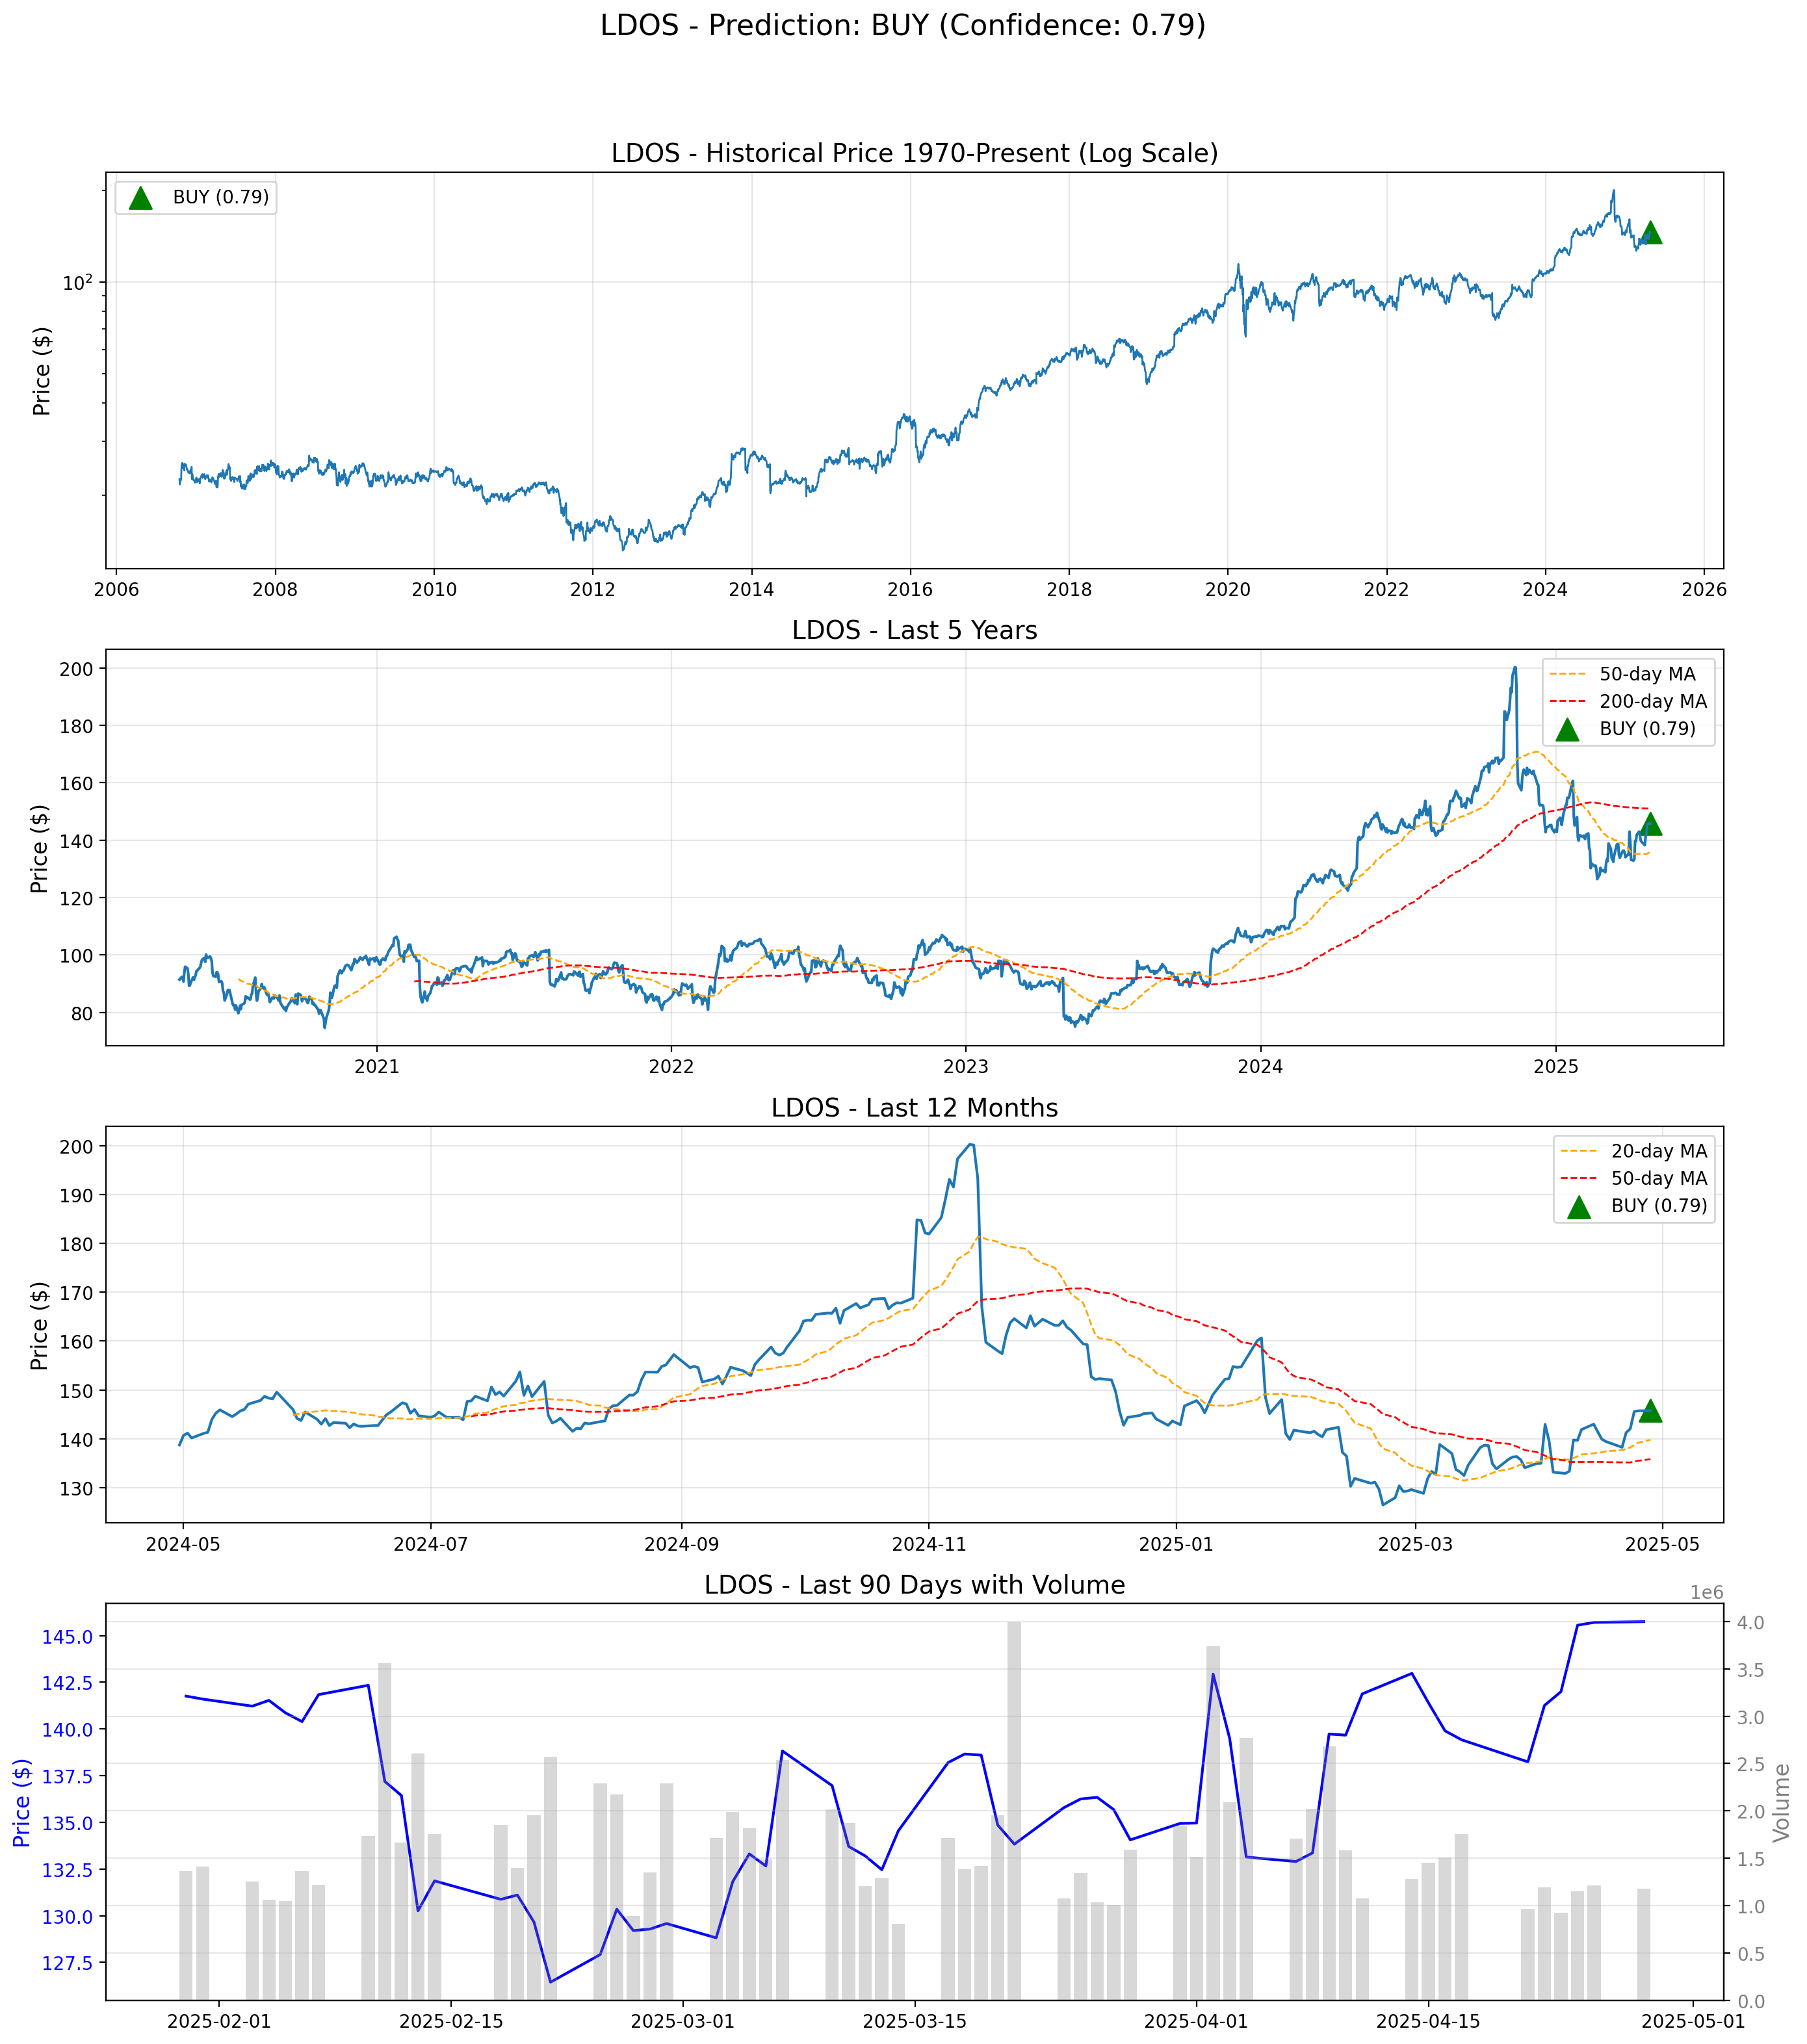 LDOS - Prediction: BUY (Confidence: 0.79)
LDOS - Historical Price 1970-Present (Log Scale)
BUY (0.79)
Price ($)
10²
2006 2008 2010 2012 2014 2016 2018 2020 2022 2024 2026
LDOS - Last 5 Years
50-day MA
200-day MA
BUY (0.79)
Price ($)
200
180
160
140
120
100
80
2021 2022 2023 2024 2025
LDOS - Last 12 Months
20-day MA
50-day MA
BUY (0.79)
Price ($)
200
190
180
170
160
150
140
130
2024-05 2024-07 2024-09 2024-11 2025-01 2025-03 2025-05
LDOS - Last 90 Days with Volume
1e6
Price ($)
145.0
142.5
140.0
137.5
135.0
132.5
130.0
127.5
4.0
3.5
3.0
2.5
2.0
1.5
1.0
0.5
0.0
Volume
2025-02-01 2025-02-15 2025-03-01 2025-03-15 2025-04-01 2025-04-15 2025-05-01